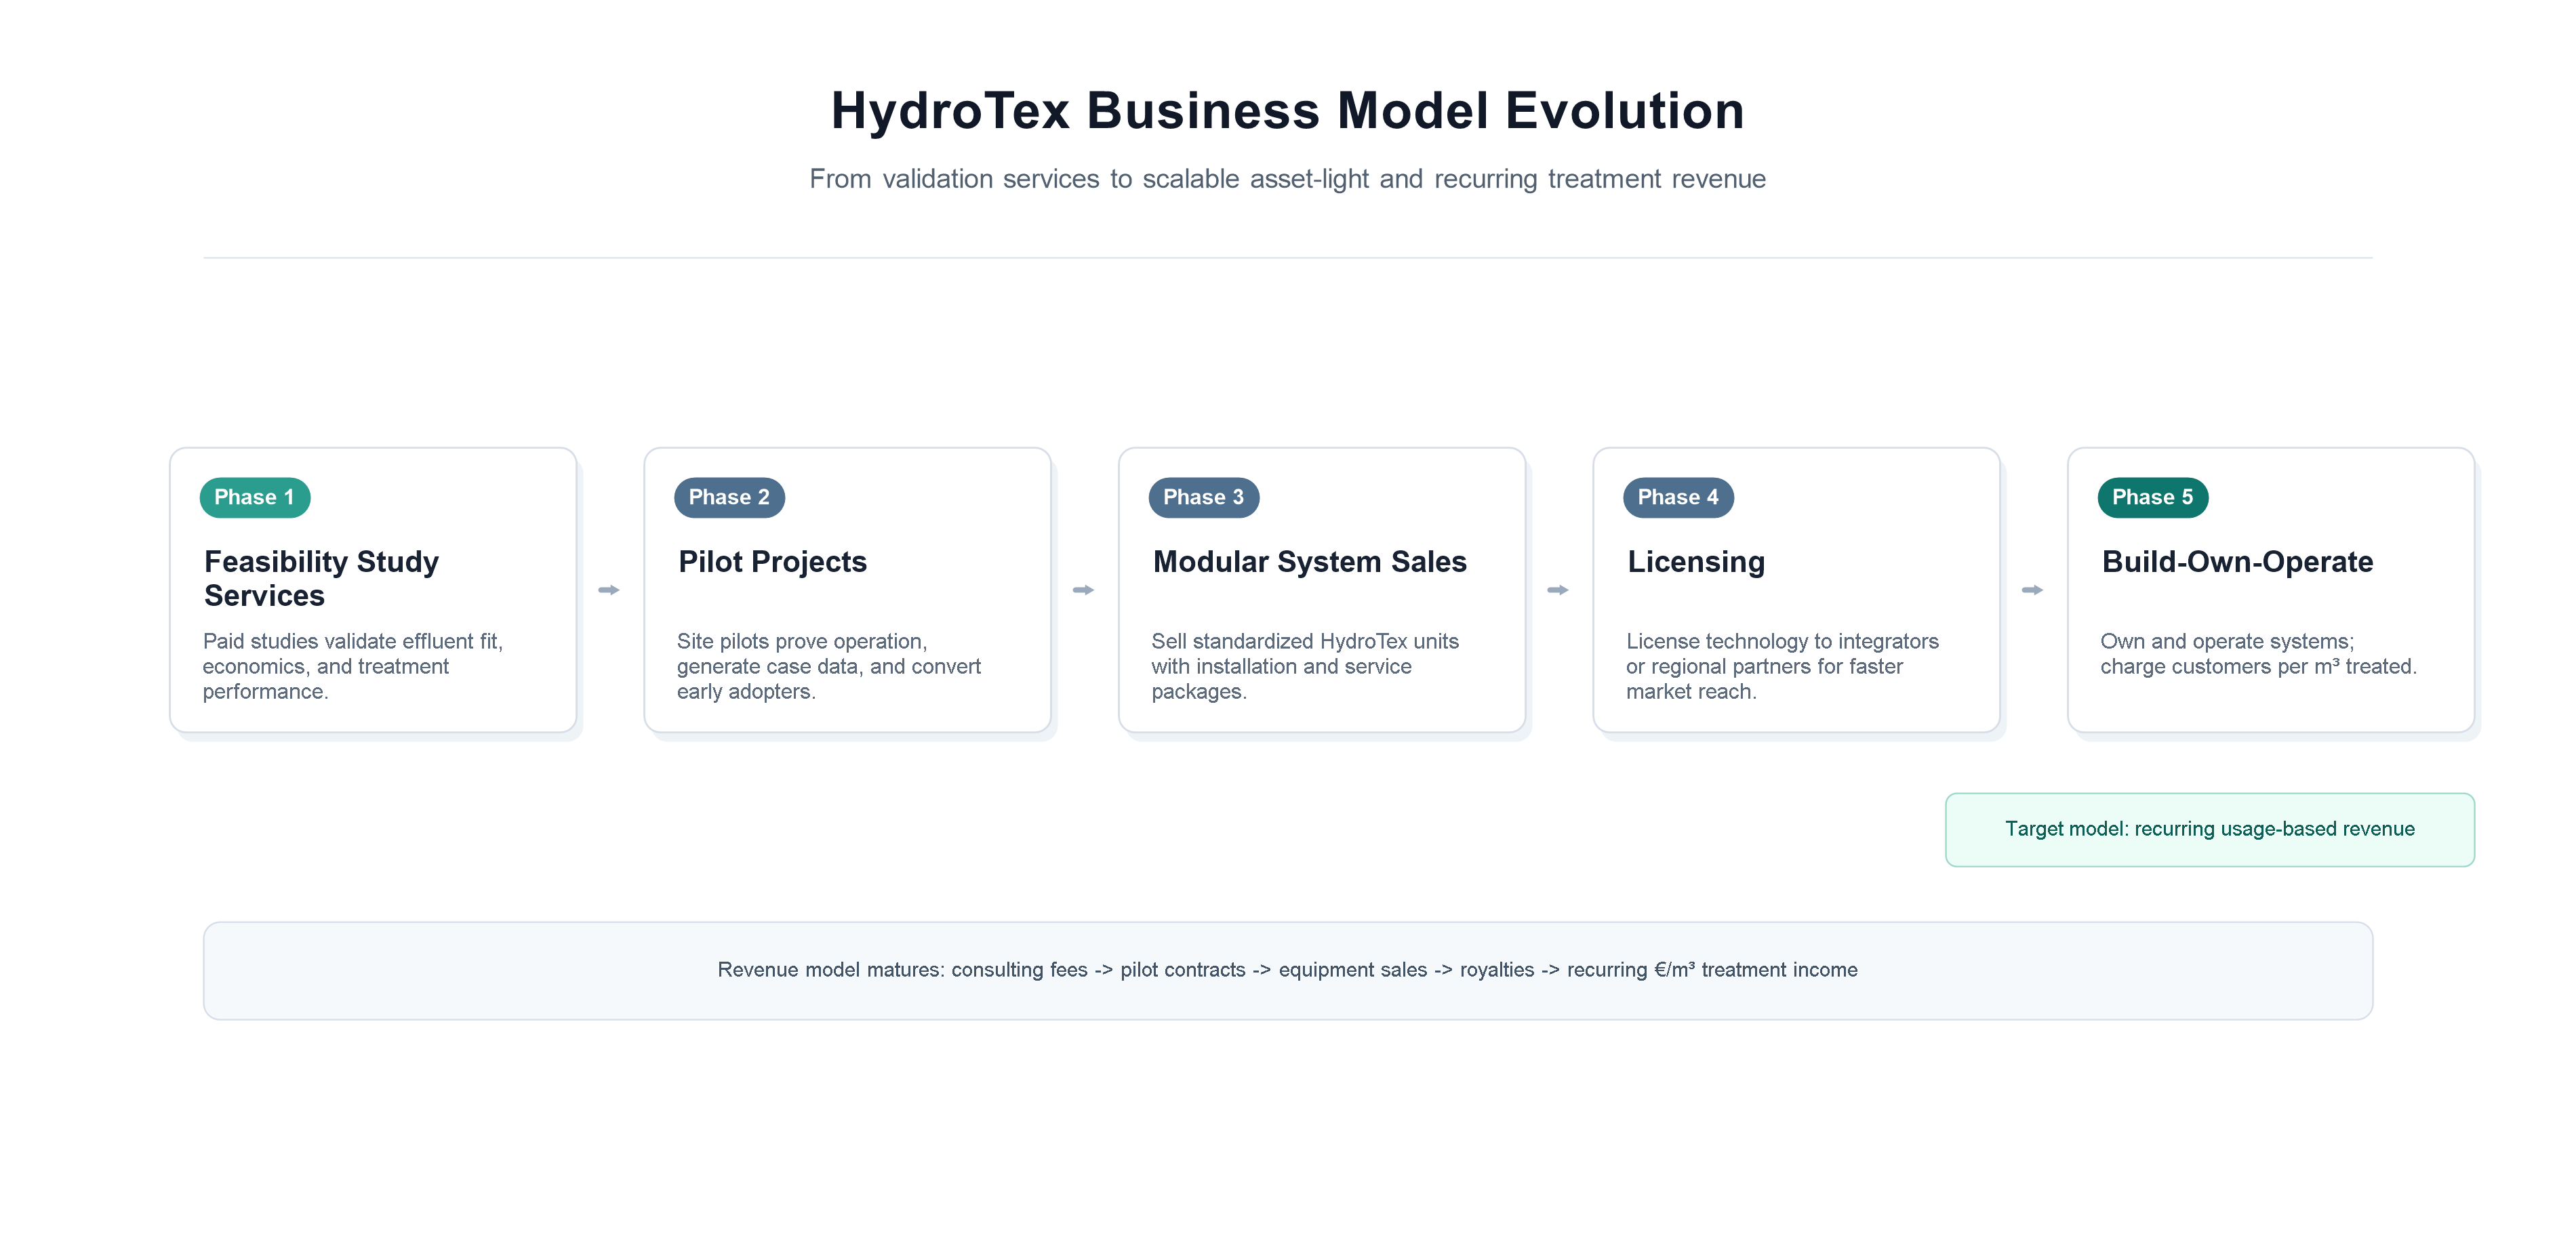 HydroTex Business Model Evolution
From validation services to scalable asset-light and recurring treatment revenue
Phase 1
Feasibility Study
Services
Paid studies validate effluent fit,
economics, and treatment
performance.
Phase 2
Pilot Projects
Site pilots prove operation,
generate case data, and convert
early adopters.
Phase 3
Modular System Sales
Sell standardized HydroTex units
with installation and service
packages.
Phase 4
Licensing
License technology to integrators
or regional partners for faster
market reach.
Phase 5
Build-Own-Operate
Own and operate systems;
charge customers per m³ treated.
Target model: recurring usage-based revenue
Revenue model matures: consulting fees -> pilot contracts -> equipment sales -> royalties -> recurring €/m³ treatment income